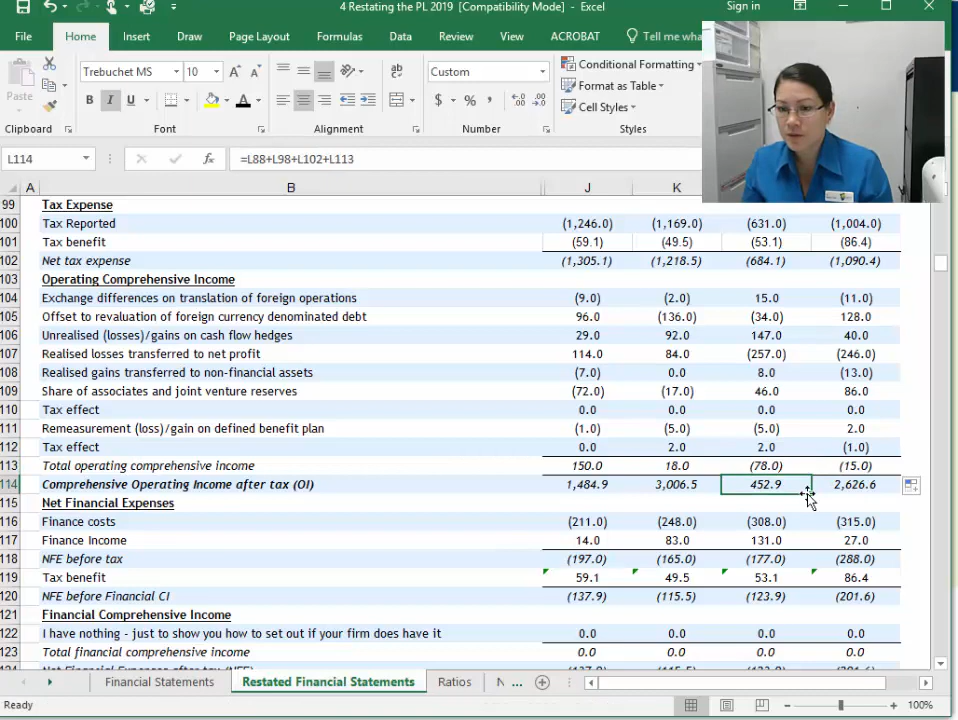 4 Restating the PL 2019 [Compatibility Mode] - Excel
Sign in
File Home Insert Draw Page Layout Formulas Data Review View ACROBAT Tell me
Paste
Trebuchet MS 10
B I U
Custom
$ % ,
Conditional Formatting
Format as Table
Cell Styles
Clipboard Font Alignment Number Styles
L114 fx =L88+L98+L102+L113
A B J K
99 Tax Expense
100 Tax Reported (1,246.0) (1,169.0) (631.0) (1,004.0)
101 Tax benefit (59.1) (49.5) (53.1) (86.4)
102 Net tax expense (1,305.1) (1,218.5) (684.1) (1,090.4)
103 Operating Comprehensive Income
104 Exchange differences on translation of foreign operations (9.0) (2.0) 15.0 (11.0)
105 Offset to revaluation of foreign currency denominated debt 96.0 (136.0) (34.0) 128.0
106 Unrealised (losses)/gains on cash flow hedges 29.0 92.0 147.0 40.0
107 Realised losses transferred to net profit 114.0 84.0 (257.0) (246.0)
108 Realised gains transferred to non-financial assets (7.0) 0.0 8.0 (13.0)
109 Share of associates and joint venture reserves (72.0) (17.0) 46.0 86.0
110 Tax effect 0.0 0.0 0.0 0.0
111 Remeasurement (loss)/gain on defined benefit plan (1.0) (5.0) (5.0) 2.0
112 Tax effect 0.0 2.0 2.0 (1.0)
113 Total operating comprehensive income 150.0 18.0 (78.0) (15.0)
114 Comprehensive Operating Income after tax (OI) 1,484.9 3,006.5 452.9 2,626.6
115 Net Financial Expenses
116 Finance costs (211.0) (248.0) (308.0) (315.0)
117 Finance Income 14.0 83.0 131.0 27.0
118 NFE before tax (197.0) (165.0) (177.0) (288.0)
119 Tax benefit 59.1 49.5 53.1 86.4
120 NFE before Financial CI (137.9) (115.5) (123.9) (201.6)
121 Financial Comprehensive Income
122 I have nothing - just to show you how to set out if your firm does have it 0.0 0.0 0.0 0.0
123 Total financial comprehensive income 0.0 0.0 0.0 0.0
124 Net Financial Expenses after tax (NFE) (137.9) (115.5) (123.9) (201.6)
Financial Statements Restated Financial Statements Ratios N ...
Ready 100%